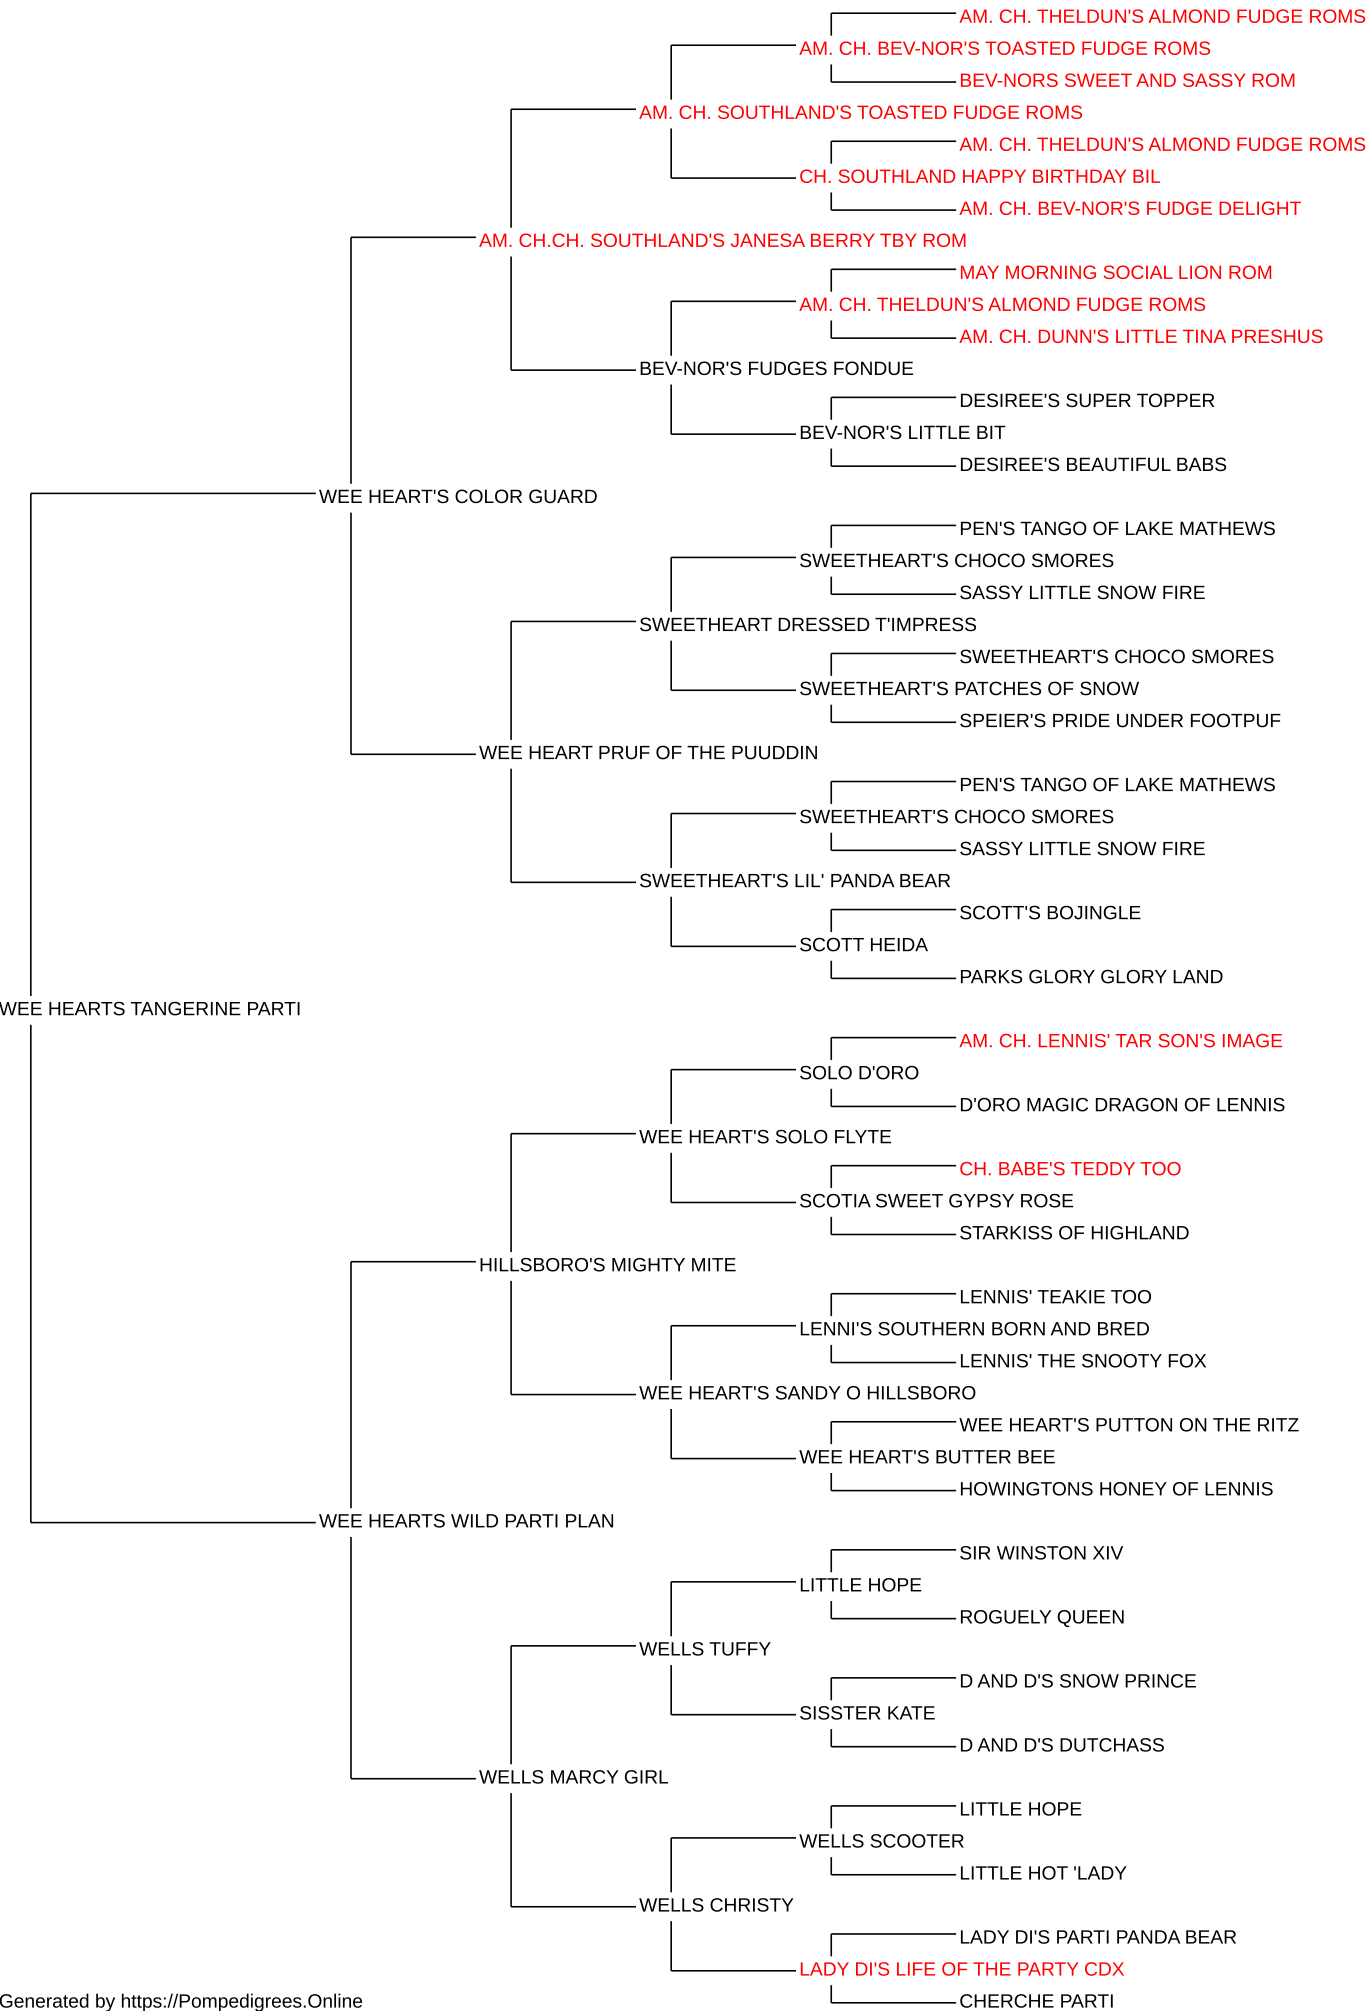 AM. CH. THELDUN'S ALMOND FUDGE ROMS
AM. CH. BEV-NOR'S TOASTED FUDGE ROMS
BEV-NORS SWEET AND SASSY ROM
AM. CH. SOUTHLAND'S TOASTED FUDGE ROMS
AM. CH. THELDUN'S ALMOND FUDGE ROMS
CH. SOUTHLAND HAPPY BIRTHDAY BIL
AM. CH. BEV-NOR'S FUDGE DELIGHT
AM. CH.CH. SOUTHLAND'S JANESA BERRY TBY ROM
MAY MORNING SOCIAL LION ROM
AM. CH. THELDUN'S ALMOND FUDGE ROMS
AM. CH. DUNN'S LITTLE TINA PRESHUS
BEV-NOR'S FUDGES FONDUE
DESIREE'S SUPER TOPPER
BEV-NOR'S LITTLE BIT
DESIREE'S BEAUTIFUL BABS
WEE HEART'S COLOR GUARD
PEN'S TANGO OF LAKE MATHEWS
SWEETHEART'S CHOCO SMORES
SASSY LITTLE SNOW FIRE
SWEETHEART DRESSED T'IMPRESS
SWEETHEART'S CHOCO SMORES
SWEETHEART'S PATCHES OF SNOW
SPEIER'S PRIDE UNDER FOOTPUF
WEE HEART PRUF OF THE PUUDDIN
PEN'S TANGO OF LAKE MATHEWS
SWEETHEART'S CHOCO SMORES
SASSY LITTLE SNOW FIRE
SWEETHEART'S LIL' PANDA BEAR
SCOTT'S BOJINGLE
SCOTT HEIDA
PARKS GLORY GLORY LAND
WEE HEARTS TANGERINE PARTI
AM. CH. LENNIS' TAR SON'S IMAGE
SOLO D'ORO
D'ORO MAGIC DRAGON OF LENNIS
WEE HEART'S SOLO FLYTE
CH. BABE'S TEDDY TOO
SCOTIA SWEET GYPSY ROSE
STARKISS OF HIGHLAND
HILLSBORO'S MIGHTY MITE
LENNIS' TEAKIE TOO
LENNI'S SOUTHERN BORN AND BRED
LENNIS' THE SNOOTY FOX
WEE HEART'S SANDY O HILLSBORO
WEE HEART'S PUTTON ON THE RITZ
WEE HEART'S BUTTER BEE
HOWINGTONS HONEY OF LENNIS
WEE HEARTS WILD PARTI PLAN
SIR WINSTON XIV
LITTLE HOPE
ROGUELY QUEEN
WELLS TUFFY
D AND D'S SNOW PRINCE
SISSTER KATE
D AND D'S DUTCHASS
WELLS MARCY GIRL
LITTLE HOPE
WELLS SCOOTER
LITTLE HOT 'LADY
WELLS CHRISTY
LADY DI'S PARTI PANDA BEAR
LADY DI'S LIFE OF THE PARTY CDX
CHERCHE PARTI
Generated by https://Pompedigrees.Online